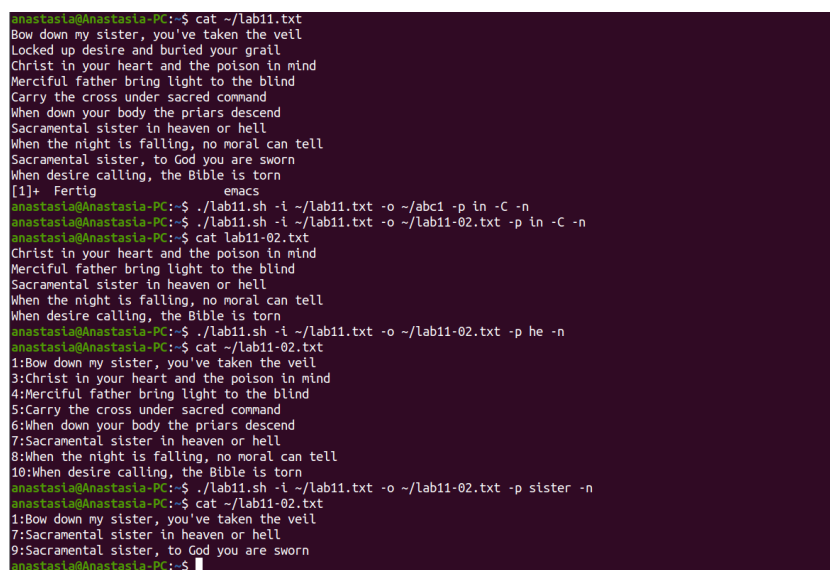 anastasia@Anastasia-PC:~$ cat ~/lab11.txt
Bow down my sister, you've taken the veil
Locked up desire and buried your grail
Christ in your heart and the poison in mind
Merciful father bring light to the blind
Carry the cross under sacred command
When down your body the priars descend
Sacramental sister in heaven or hell
When the night is falling, no moral can tell
Sacramental sister, to God you are sworn
When desire calling, the Bible is torn
[1]+  Fertig                  emacs
anastasia@Anastasia-PC:~$ ./lab11.sh -i ~/lab11.txt -o ~/abc1 -p in -C -n
anastasia@Anastasia-PC:~$ ./lab11.sh -i ~/lab11.txt -o ~/lab11-02.txt -p in -C -n
anastasia@Anastasia-PC:~$ cat lab11-02.txt
Christ in your heart and the poison in mind
Merciful father bring light to the blind
Sacramental sister in heaven or hell
When the night is falling, no moral can tell
When desire calling, the Bible is torn
anastasia@Anastasia-PC:~$ ./lab11.sh -i ~/lab11.txt -o ~/lab11-02.txt -p he -n
anastasia@Anastasia-PC:~$ cat ~/lab11-02.txt
1:Bow down my sister, you've taken the veil
3:Christ in your heart and the poison in mind
4:Merciful father bring light to the blind
5:Carry the cross under sacred command
6:When down your body the priars descend
7:Sacramental sister in heaven or hell
8:When the night is falling, no moral can tell
10:When desire calling, the Bible is torn
anastasia@Anastasia-PC:~$ ./lab11.sh -i ~/lab11.txt -o ~/lab11-02.txt -p sister -n
anastasia@Anastasia-PC:~$ cat ~/lab11-02.txt
1:Bow down my sister, you've taken the veil
7:Sacramental sister in heaven or hell
9:Sacramental sister, to God you are sworn
anastasia@Anastasia-PC:~$